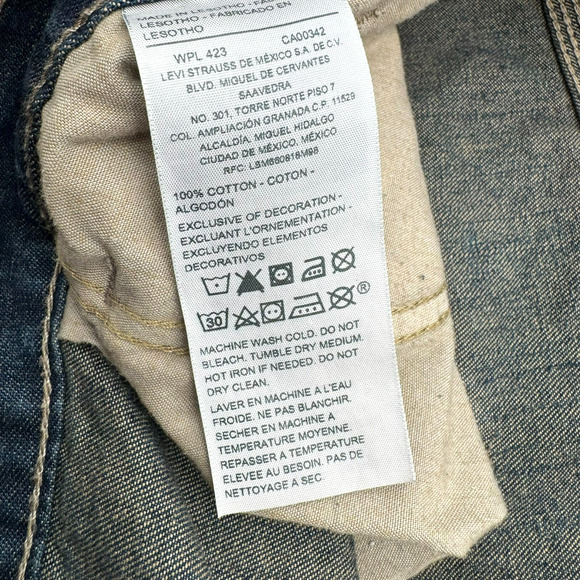 MADE IN LESOTHO - FA
LESOTHO - FABRICADO EN
LESOTHO
WPL 423 CA00342
LEVI STRAUSS DE MÉXICO S.A. DE C.V.
BLVD. MIGUEL DE CERVANTES
SAAVEDRA
NO. 301, TORRE NORTE PISO 7
COL. AMPLIACIÓN GRANADA C.P. 11529
ALCALDÍA. MIGUEL HIDALGO
CIUDAD DE MÉXICO, MÉXICO
RFC: LSM860818M98
100% COTTON - COTON -
ALGODÓN
EXCLUSIVE OF DECORATION -
EXCLUANT L'ORNEMENTATION -
EXCLUYENDO ELEMENTOS
DECORATIVOS
30 ®
MACHINE WASH COLD. DO NOT
BLEACH. TUMBLE DRY MEDIUM.
HOT IRON IF NEEDED. DO NOT
DRY CLEAN.
LAVER EN MACHINE À L'EAU
FROIDE. NE PAS BLANCHIR.
SECHER EN MACHINE A
TEMPERATURE MOYENNE.
REPASSER A TEMPERATURE
ELEVEE AU BESOIN. PAS DE
NETTOYAGE A SEC.